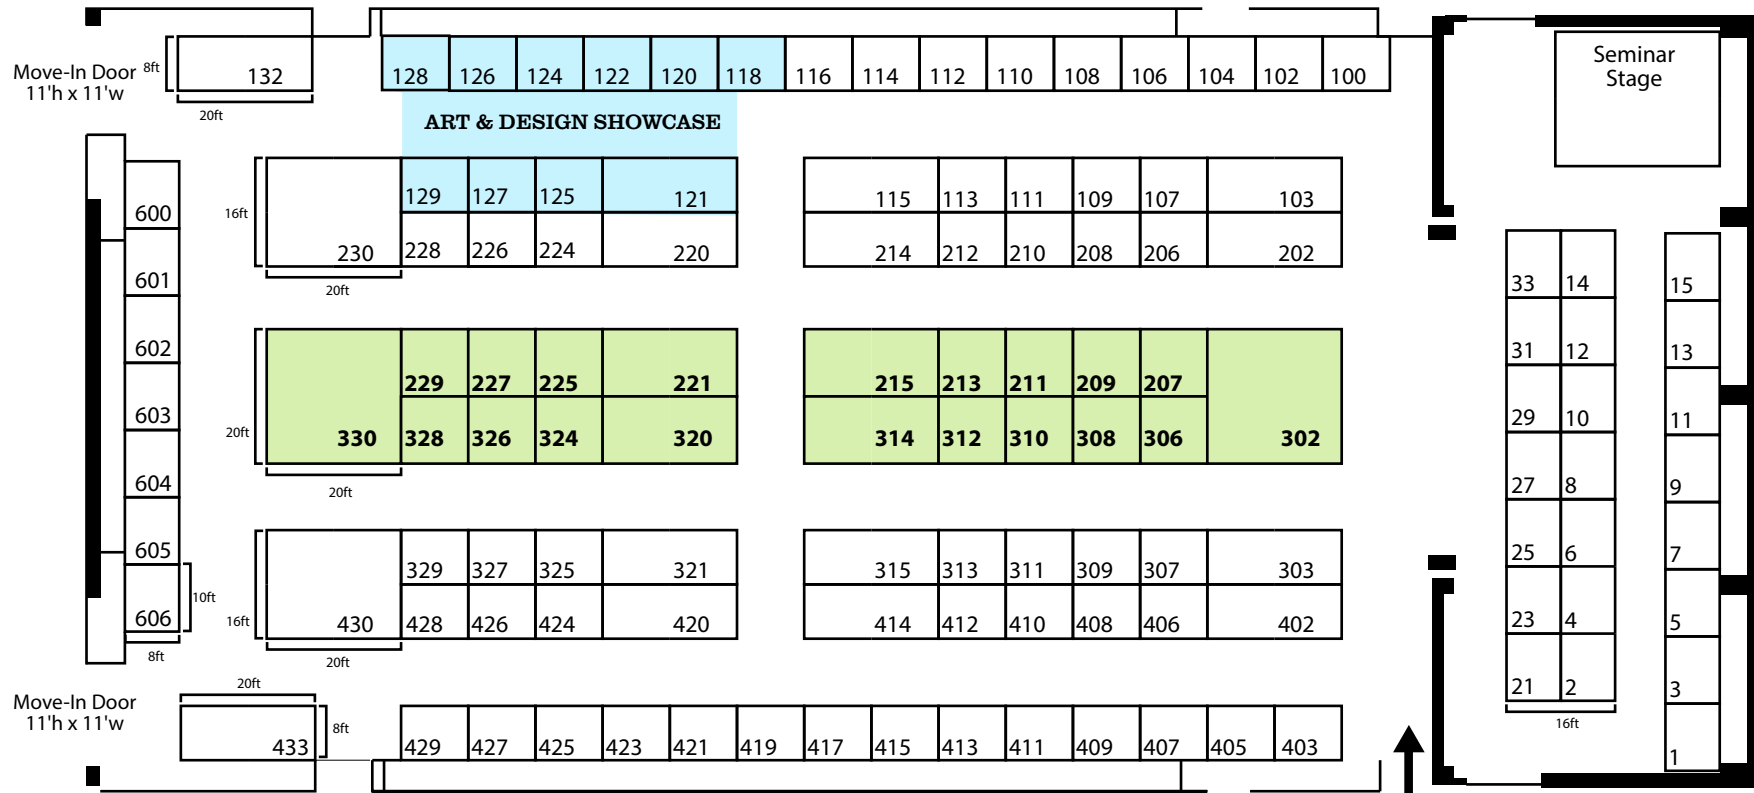 Move-In Door
11'h x 11'w
8ft
132
20ft
128 126 124 122 120 118 116 114 112 110 108 106 104 102 100
Seminar
Stage
ART & DESIGN SHOWCASE
16ft
129 127 125 121 115 113 111 109 107 103
230 228 226 224 220 214 212 210 208 206 202
20ft
600
601
602
603
604
605
606
10ft
8ft
229 227 225 221 215 213 211 209 207
20ft
330 328 326 324 320 314 312 310 308 306 302
20ft
329 327 325 321 315 313 311 309 307 303
16ft
430 428 426 424 420 414 412 410 408 406 402
20ft
Move-In Door
11'h x 11'w
20ft
433
8ft
429 427 425 423 421 419 417 415 413 411 409 407 405 403
33 14
31 12
29 10
27 8
25 6
23 4
21 2
16ft
15
13
11
9
7
5
3
1